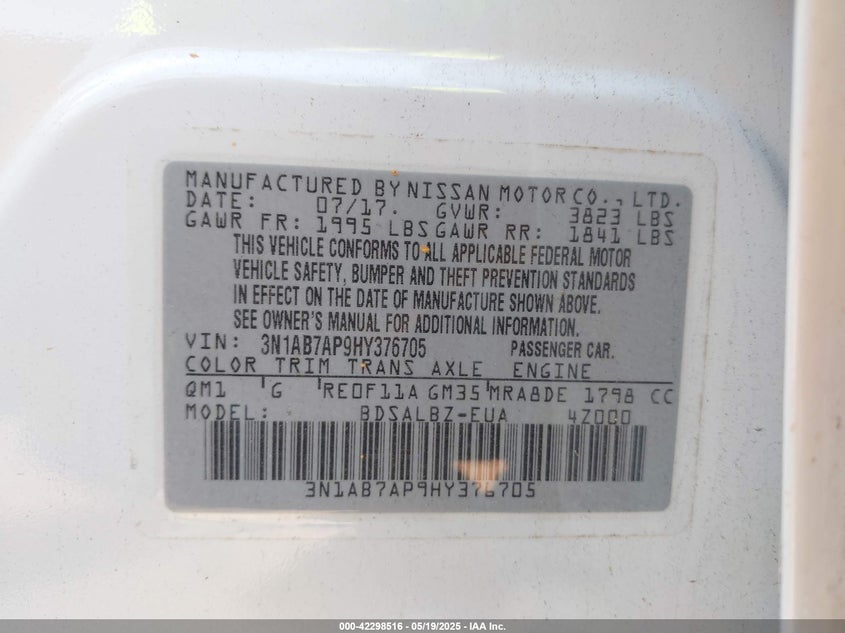 MANUFACTURED BY NISSAN MOTOR CO., LTD.
DATE: 07/17. GVWR: 3823 LBS
GAWR FR: 1995 LBS GAWR RR: 1841 LBS
THIS VEHICLE CONFORMS TO ALL APPLICABLE FEDERAL MOTOR
VEHICLE SAFETY, BUMPER AND THEFT PREVENTION STANDARDS
IN EFFECT ON THE DATE OF MANUFACTURE SHOWN ABOVE.
SEE OWNER'S MANUAL FOR ADDITIONAL INFORMATION.
VIN: 3N1AB7AP9HY376705 PASSENGER CAR.
COLOR TRIM TRANS AXLE ENGINE
QM1 G RE0F11A GM35 MRA8DE 1798 CC
MODEL: BDSALBZ-EUA 4Z000
3N1AB7AP9HY376705
000-42298516 - 05/19/2025 - IAA Inc.